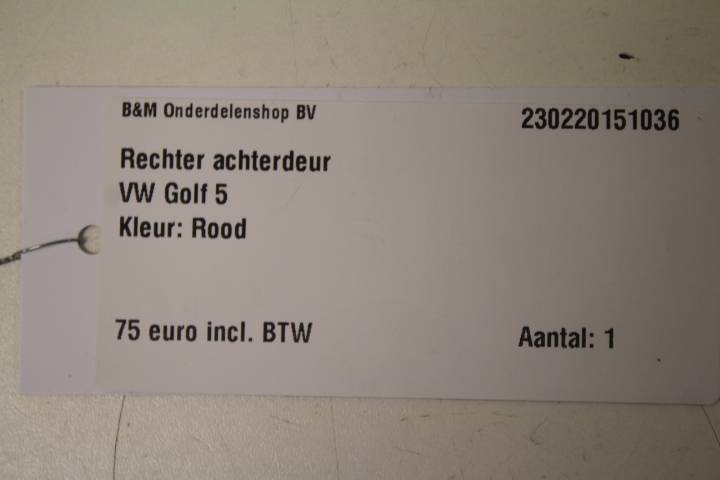 B&M Onderdelenshop BV
230220151036
Rechter achterdeur
VW Golf 5
Kleur: Rood
75 euro incl. BTW
Aantal: 1